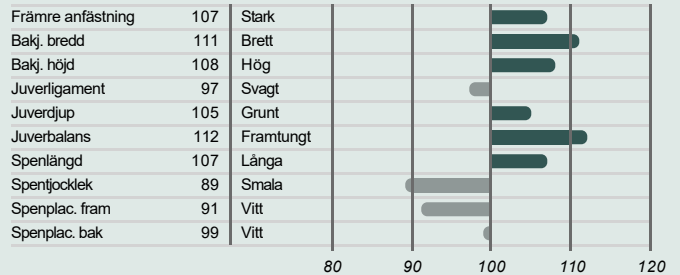 Främre anfästning 107 Stark
Bakj. bredd 111 Brett
Bakj. höjd 108 Hög
Juverligament 97 Svagt
Juverdjup 105 Grunt
Juverbalans 112 Framtungt
Spenlängd 107 Långa
Spentjocklek 89 Smala
Spenplac. fram 91 Vitt
Spenplac. bak 99 Vitt
80 90 100 110 120